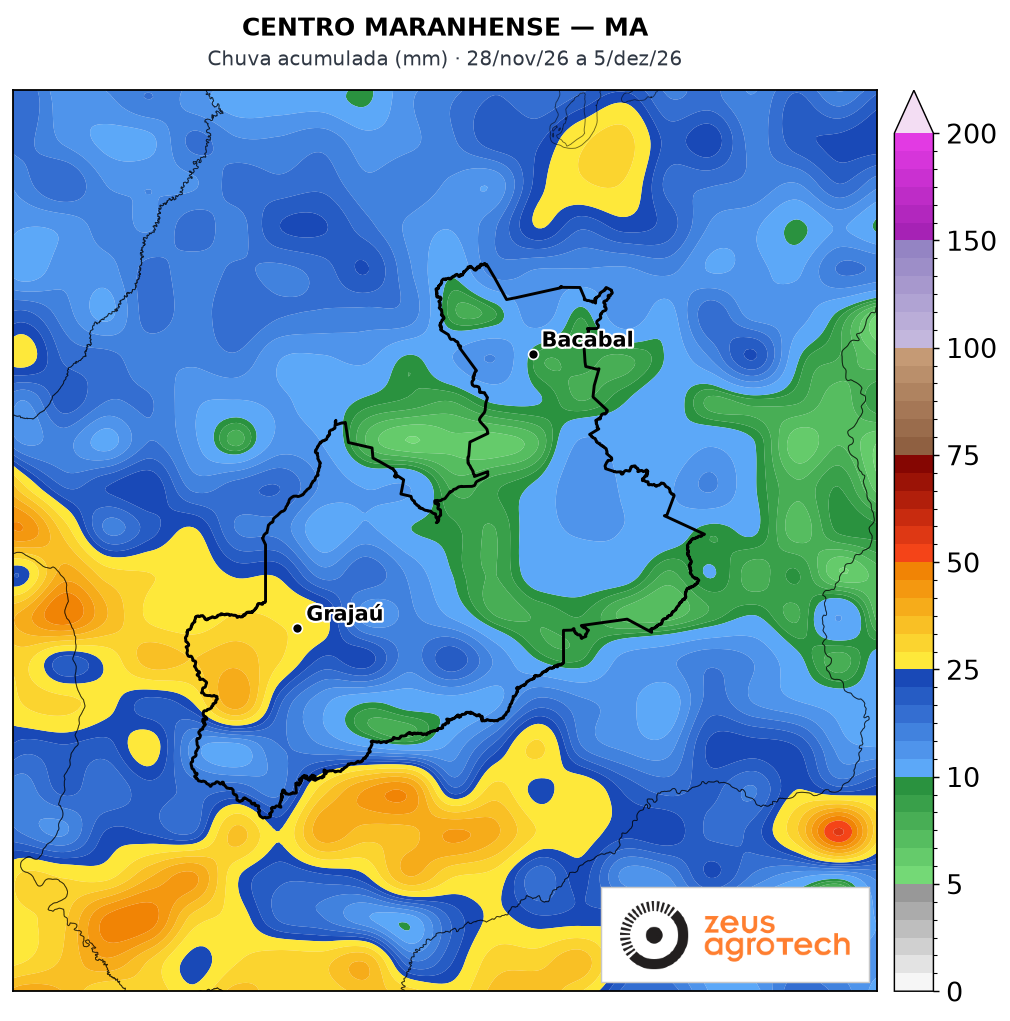 CENTRO MARANHENSE — MA
Chuva acumulada (mm) · 28/nov/26 a 5/dez/26
200
150
100
75
50
25
10
5
0
Bacabal
Grajaú
zeus
agrotech